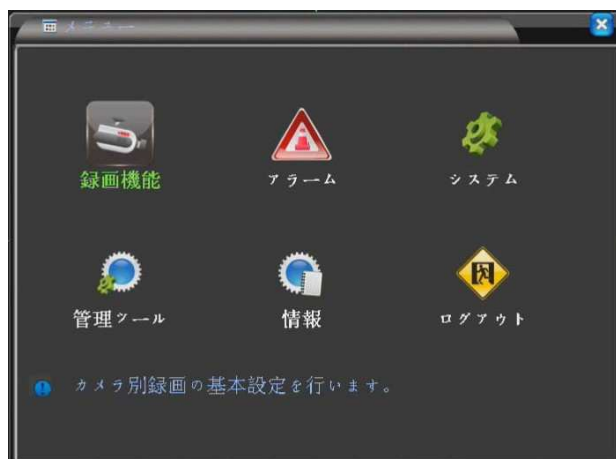 メニュー
録画機能 アラーム システム
管理ツール 情報 ログアウト
カメラ別録画の基本設定を行います。